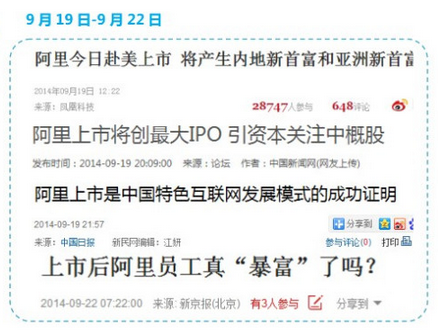 9月19日-9月22日
阿里今日赴美上市 将产生内地新首富和亚洲新首富
2014年09月19日 12:22
来源：凤凰科技 28747人参与 648评论
阿里上市将创最大IPO 引资本关注中概股
发布时间：2014-09-19 20:09:00 来源：论坛 作者：中国新闻网(网友上传)
阿里上市是中国特色互联网发展模式的成功证明
2014-09-19 21:57 分享到
来源：中国日报 新民网编辑：江妍 参与评论(0) 打印
上市后阿里员工真“暴富”了吗？
2014-09-22 07:22:00 来源：新京报(北京) 有3人参与 分享到